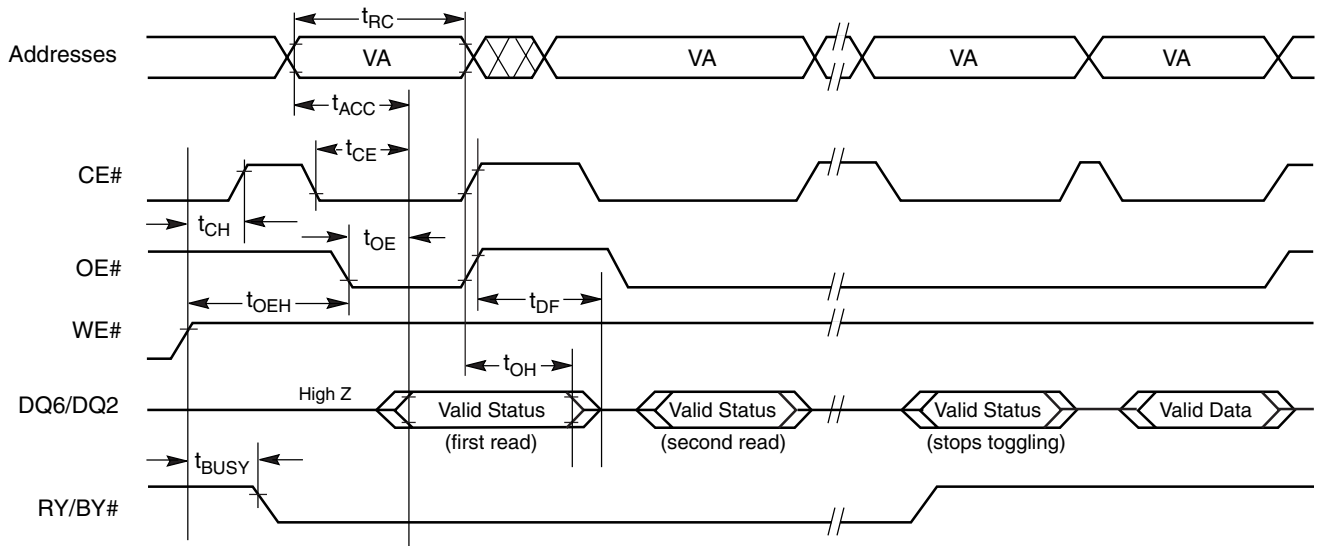 tRC
Addresses VA VA VA VA
tACC
tCE
CE#
tCH tOE
OE#
tOEH tDF
WE#
tOH
High Z
DQ6/DQ2 Valid Status Valid Status Valid Status Valid Data
(first read) (second read) (stops toggling)
tBUSY
RY/BY#